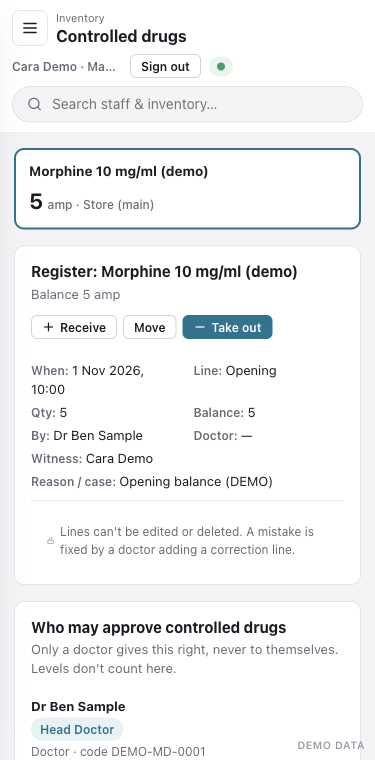 Inventory
Controlled drugs
Cara Demo · Ma...
Sign out
Search staff & inventory...
Morphine 10 mg/ml (demo)
5 amp · Store (main)
Register: Morphine 10 mg/ml (demo)
Balance 5 amp
+ Receive
Move
− Take out
When: 1 Nov 2026, 10:00
Line: Opening
Qty: 5
Balance: 5
By: Dr Ben Sample
Doctor: —
Witness: Cara Demo
Reason / case: Opening balance (DEMO)
Lines can't be edited or deleted. A mistake is
fixed by a doctor adding a correction line.
Who may approve controlled drugs
Only a doctor gives this right, never to themselves.
Levels don't count here.
Dr Ben Sample
Head Doctor
Doctor · code DEMO-MD-0001
DEMO DATA